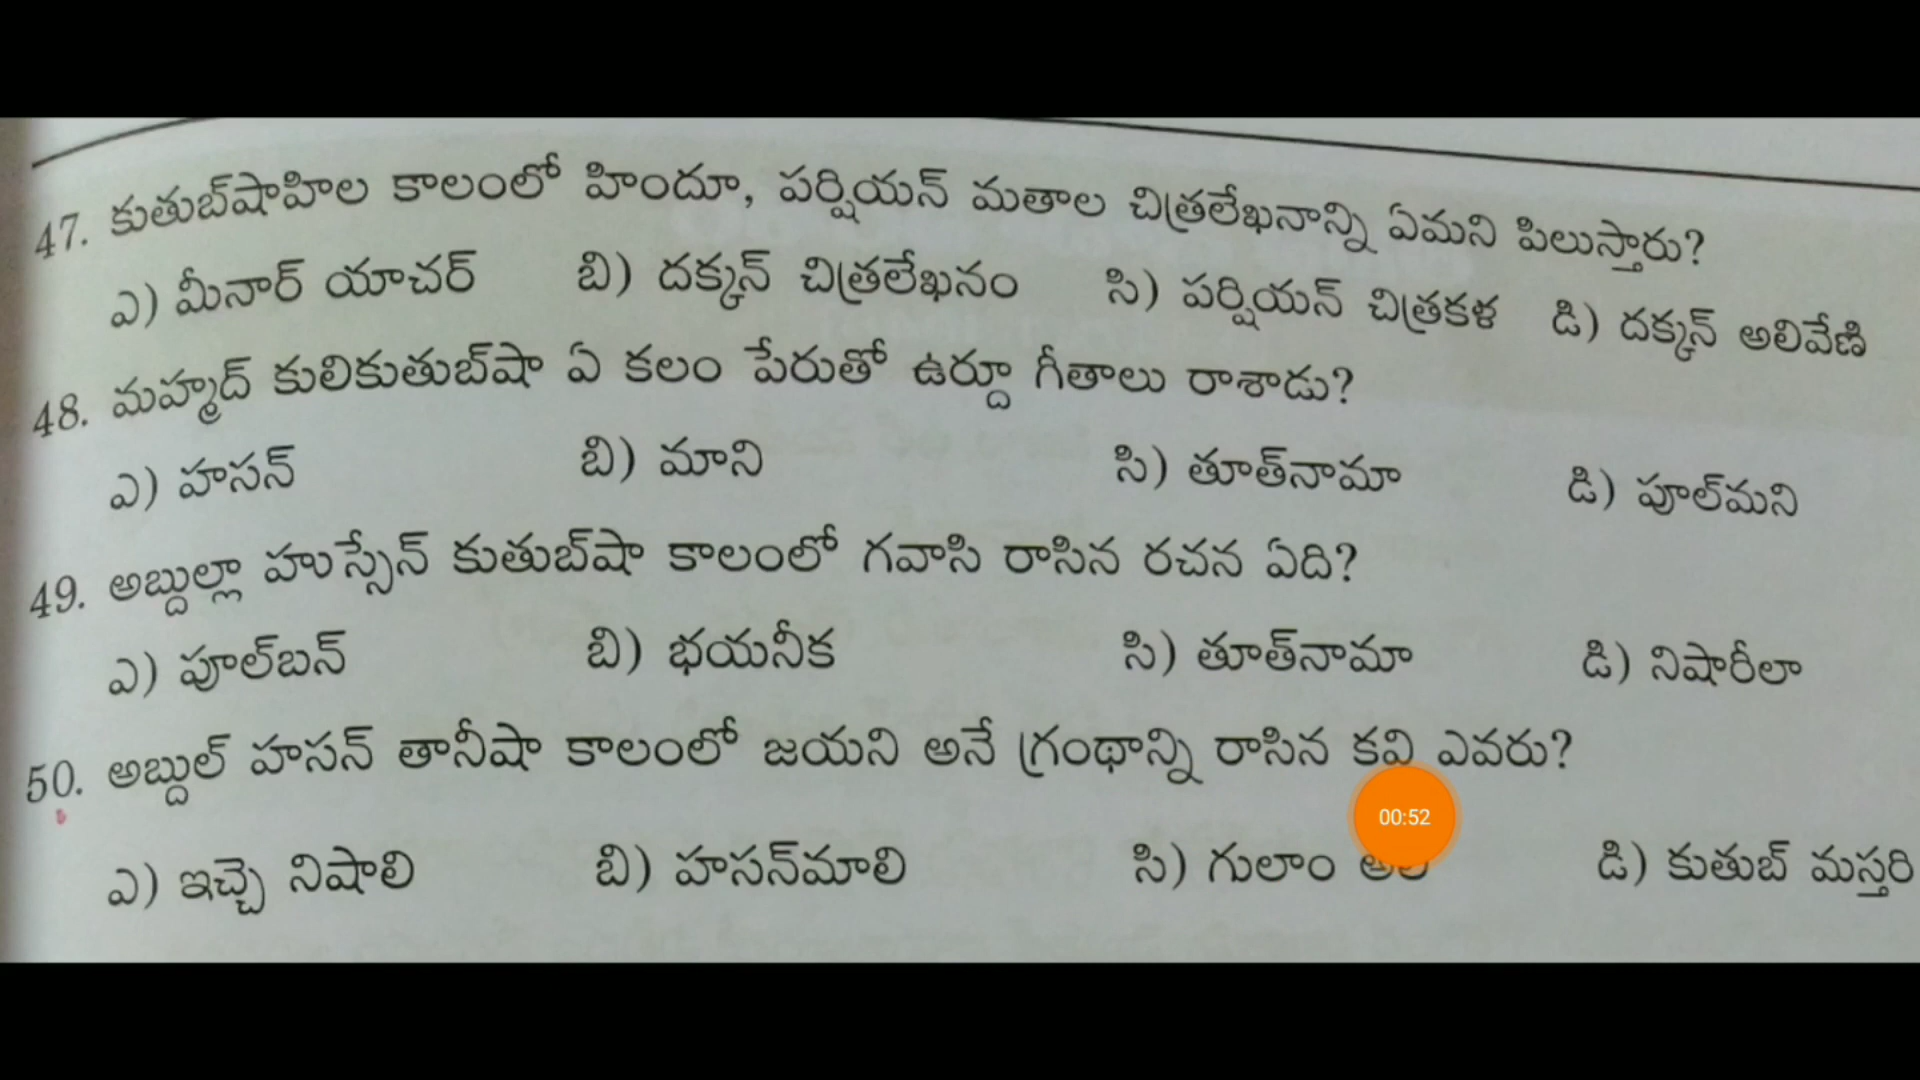 47. కుతుబ్‌షాహిల కాలంలో హిందూ, పర్షియన్ మతాల చిత్రలేఖనాన్ని ఏమని పిలుస్తారు?
ఎ) మీనార్ యాచర్ బి) దక్కన్ చిత్రలేఖనం సి) పర్షియన్ చిత్రకళ డి) దక్కన్ అలివేణి
48. మహ్మద్ కులికుతుబ్‌షా ఏ కలం పేరుతో ఉర్దూ గీతాలు రాశాడు?
ఎ) హసన్ బి) మాని సి) తూత్‌నామా డి) పూల్‌మని
49. అబ్దుల్లా హుస్సేన్ కుతుబ్‌షా కాలంలో గవాసి రాసిన రచన ఏది?
ఎ) పూల్‌బన్ బి) భయనీక సి) తూత్‌నామా డి) నిషారీలా
50. అబ్దుల్ హసన్ తానీషా కాలంలో జయని అనే గ్రంథాన్ని రాసిన కవి ఎవరు?
00:52
ఎ) ఇచ్చె నిషాలి బి) హసన్‌మాలి సి) గులాం డి) కుతుబ్ మస్తరి